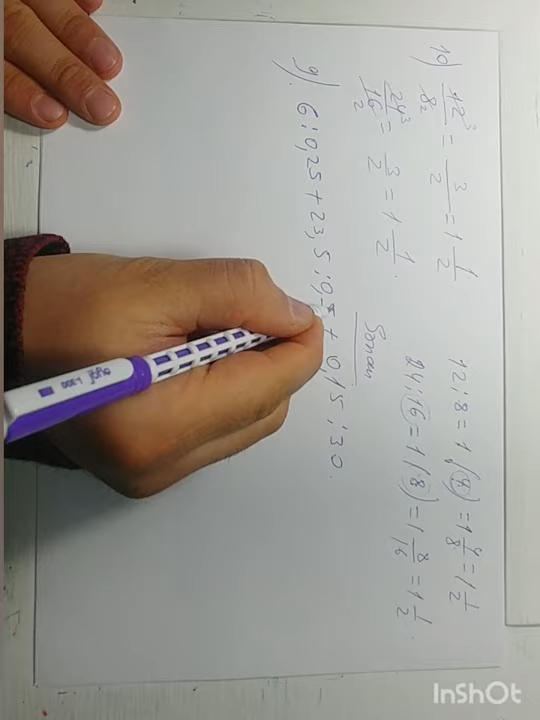 10) 12/8 = 3/2 = 1 1/2 12:8=1(4)=1 4/8=1 1/2
24/16 = 3/2 = 1 1/2. 24:16=1(8)=1 8/16=1 1/2.
9). 6:0,25+23,5:0, + 0,15:30.
InShOt